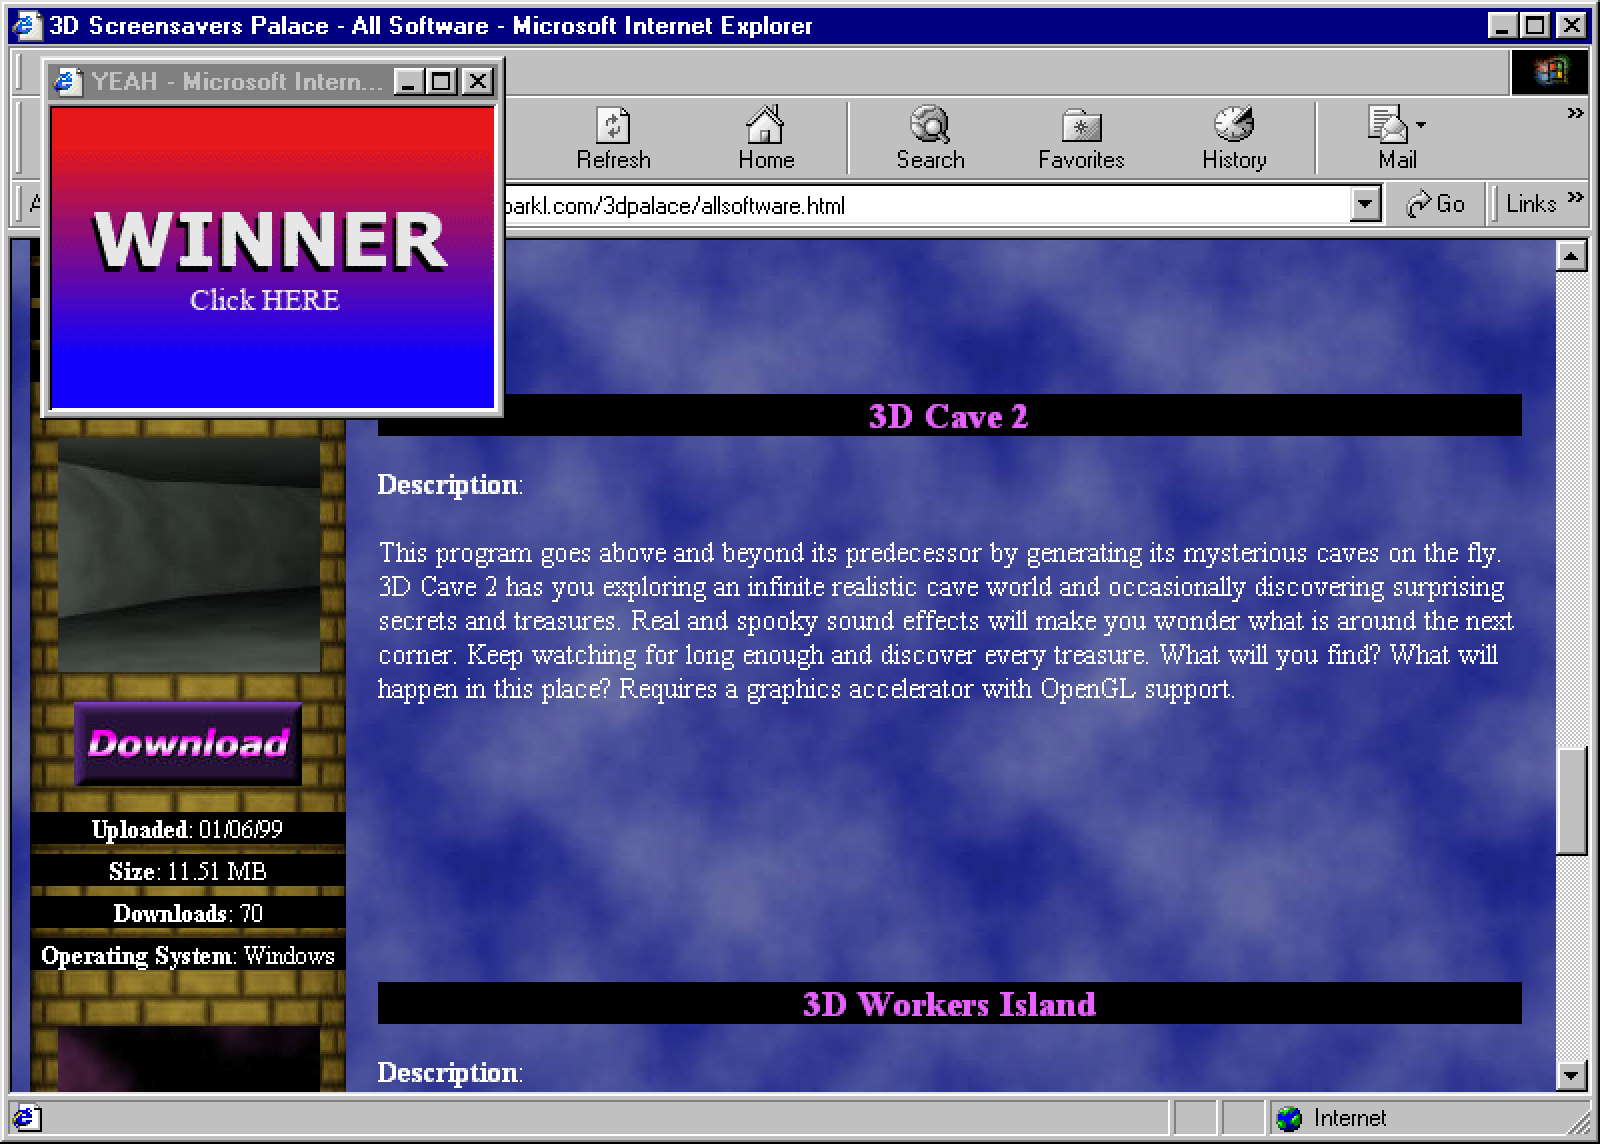 3D Screensavers Palace - All Software - Microsoft Internet Explorer
YEAH - Microsoft Intern...
WINNER
Click HERE
Refresh
Home
Search
Favorites
History
Mail
»
parkl.com/3dpalace/allsoftware.html
Go
Links »
3D Cave 2
Description:
This program goes above and beyond its predecessor by generating its mysterious caves on the fly.
3D Cave 2 has you exploring an infinite realistic cave world and occasionally discovering surprising
secrets and treasures. Real and spooky sound effects will make you wonder what is around the next
corner. Keep watching for long enough and discover every treasure. What will you find? What will
happen in this place? Requires a graphics accelerator with OpenGL support.
Download
Uploaded: 01/06/99
Size: 11.51 MB
Downloads: 70
Operating System: Windows
3D Workers Island
Description:
Internet